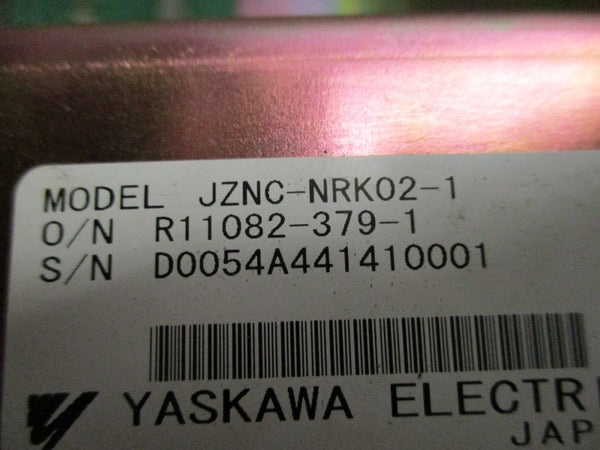 MODEL JZNC-NRK02-1
O/N R11082-379-1
S/N D0054A441410001
YASKAWA ELECTR
JAP